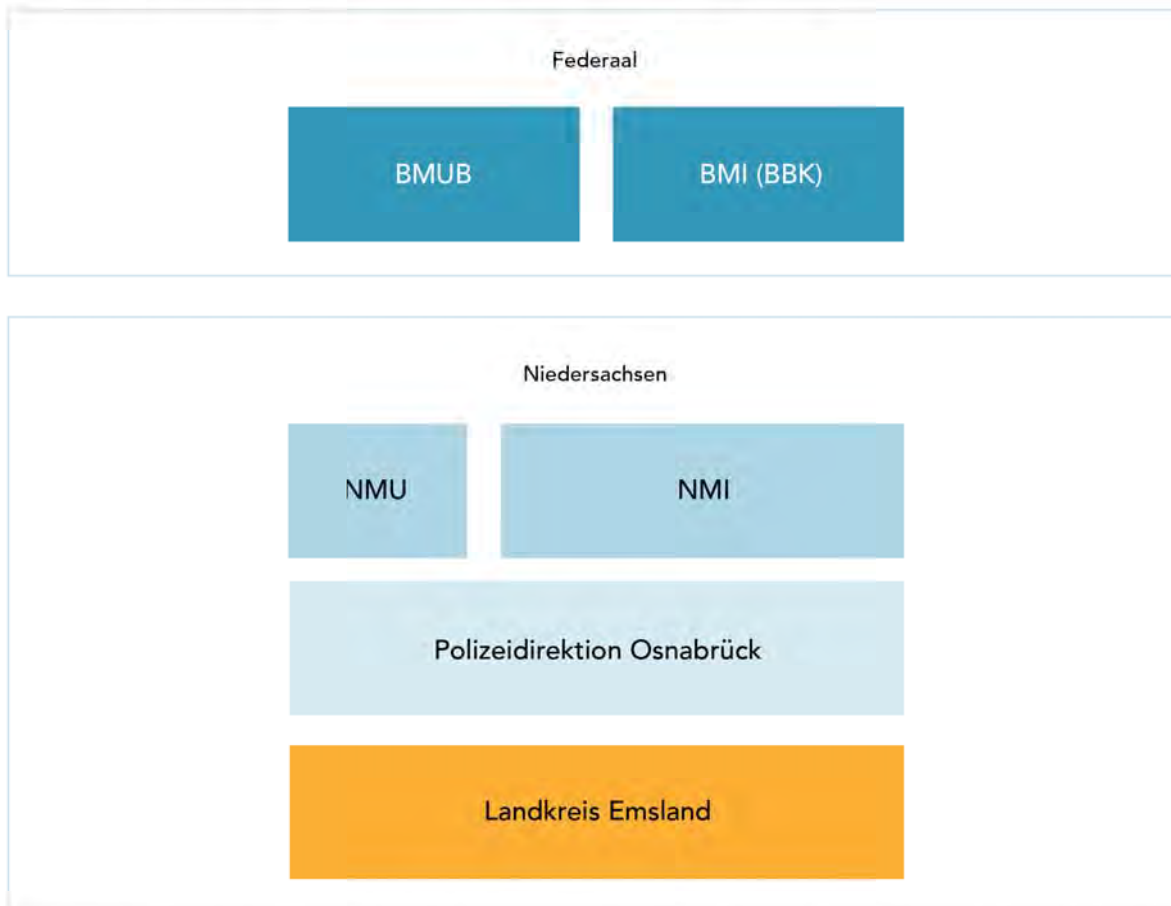 Federaal
BMUB
BMI (BBK)
Niedersachsen
NMU
NMI
Polizeidirektion Osnabrück
Landkreis Emsland